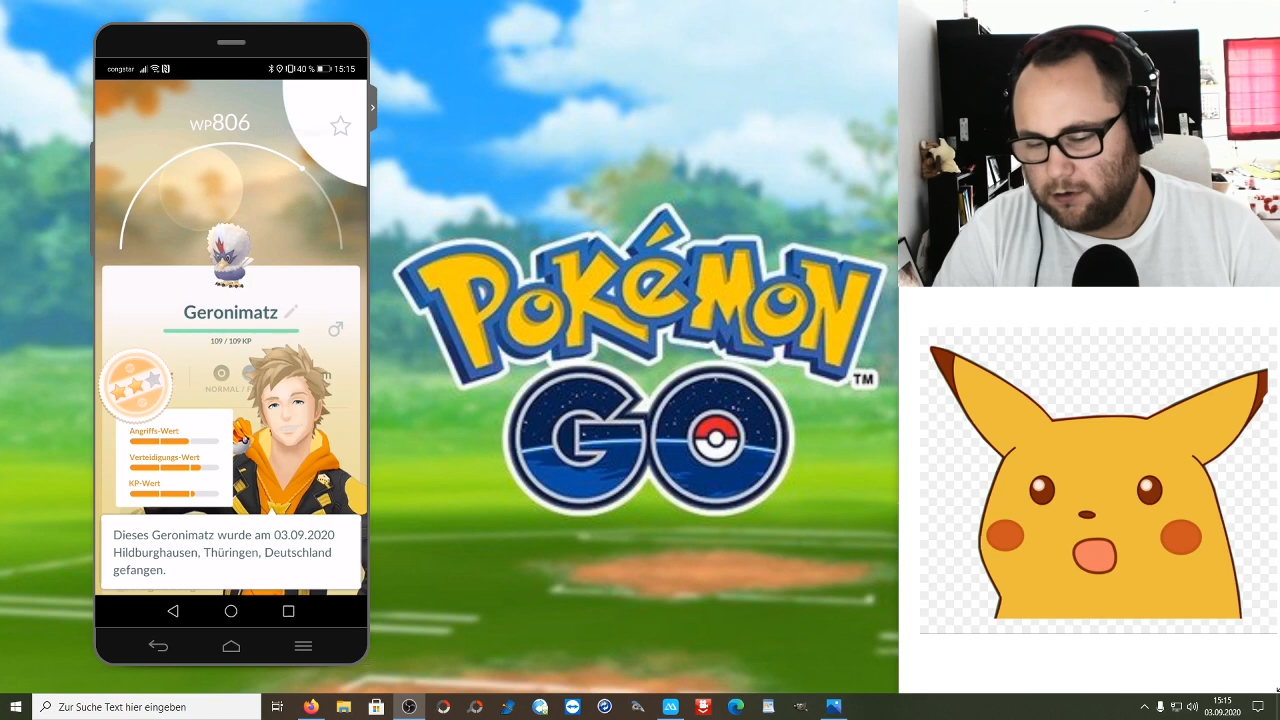 congstar
40 %
15:15
WP806
Geronimatz
109 / 109 KP
NORMAL / F
m
Angriffs-Wert
Verteidigungs-Wert
KP-Wert
Dieses Geronimatz wurde am 03.09.2020
Hildburghausen, Thüringen, Deutschland
gefangen.
POKÉMON
TM
GO
Zur Suche Text hier eingeben
15:15
03.09.2020